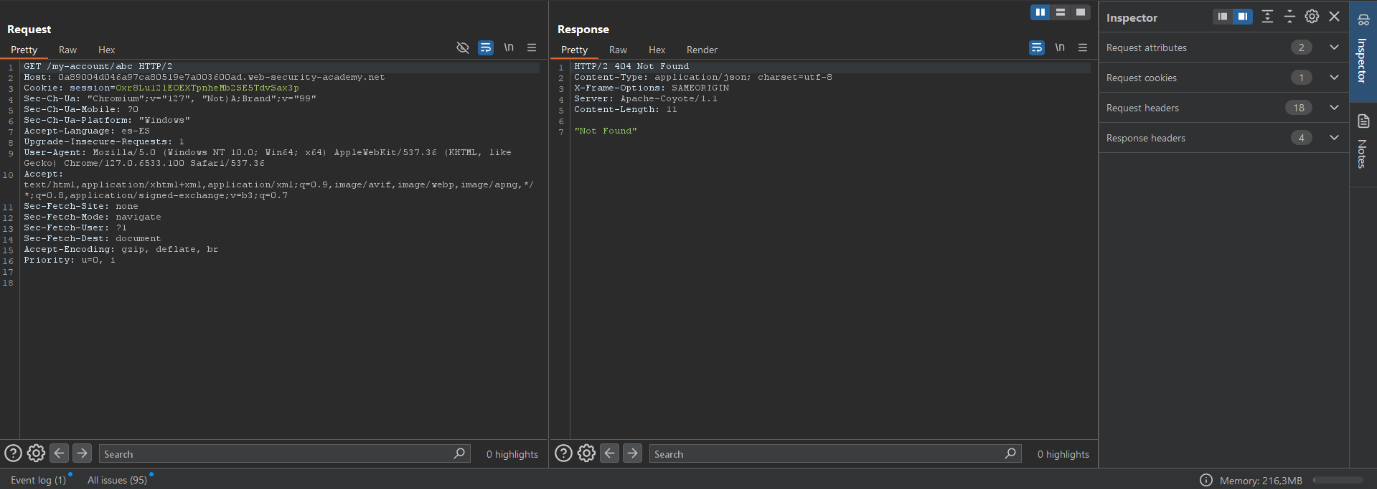 Request
Pretty Raw Hex
\n
1 GET /my-account/abc HTTP/2
2 Host: 0a89004d046a97ca80519e7a003600ad.web-security-academy.net
3 Cookie: session=
4 Sec-Ch-Ua: "Chromium";v="127", "Not)A;Brand";v="99"
5 Sec-Ch-Ua-Mobile: ?0
6 Sec-Ch-Ua-Platform: "Windows"
7 Accept-Language: es-ES
8 Upgrade-Insecure-Requests: 1
9 User-Agent: Mozilla/5.0 (Windows NT 10.0; Win64; x64) AppleWebKit/537.36 (KHTML, like
Gecko) Chrome/127.0.6533.100 Safari/537.36
10 Accept:
text/html,application/xhtml+xml,application/xml;q=0.9,image/avif,image/webp,image/apng,*/
*;q=0.8,application/signed-exchange;v=b3;q=0.7
11 Sec-Fetch-Site: none
12 Sec-Fetch-Mode: navigate
13 Sec-Fetch-User: ?1
14 Sec-Fetch-Dest: document
15 Accept-Encoding: gzip, deflate, br
16 Priority: u=0, i
17
18
Search
0 highlights
Response
Pretty Raw Hex Render
\n
1 HTTP/2 404 Not Found
2 Content-Type: application/json; charset=utf-8
3 X-Frame-Options: SAMEORIGIN
4 Server: Apache-Coyote/1.1
5 Content-Length: 11
6
7 "Not Found"
Search
0 highlights
Inspector
Request attributes 2
Request cookies 1
Request headers 18
Response headers 4
Inspector
Notes
Event log (1) All issues (95)
Memory: 216,3MB